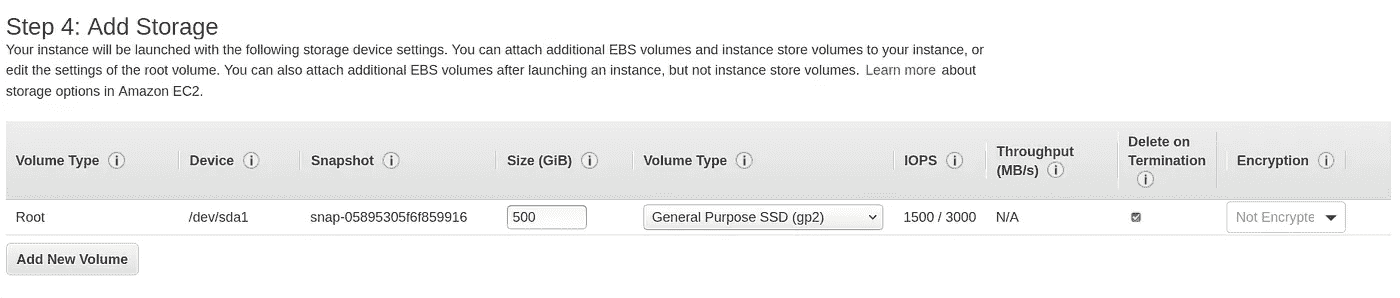 Step 4: Add Storage
Your instance will be launched with the following storage device settings. You can attach additional EBS volumes and instance store volumes to your instance, or
edit the settings of the root volume. You can also attach additional EBS volumes after launching an instance, but not instance store volumes. Learn more about
storage options in Amazon EC2.
Volume Type Device Snapshot Size (GiB) Volume Type IOPS Throughput (MB/s) Delete on Termination Encryption
Root /dev/sda1 snap-05895305f6f859916 500 General Purpose SSD (gp2) 1500 / 3000 N/A Not Encrypte
Add New Volume